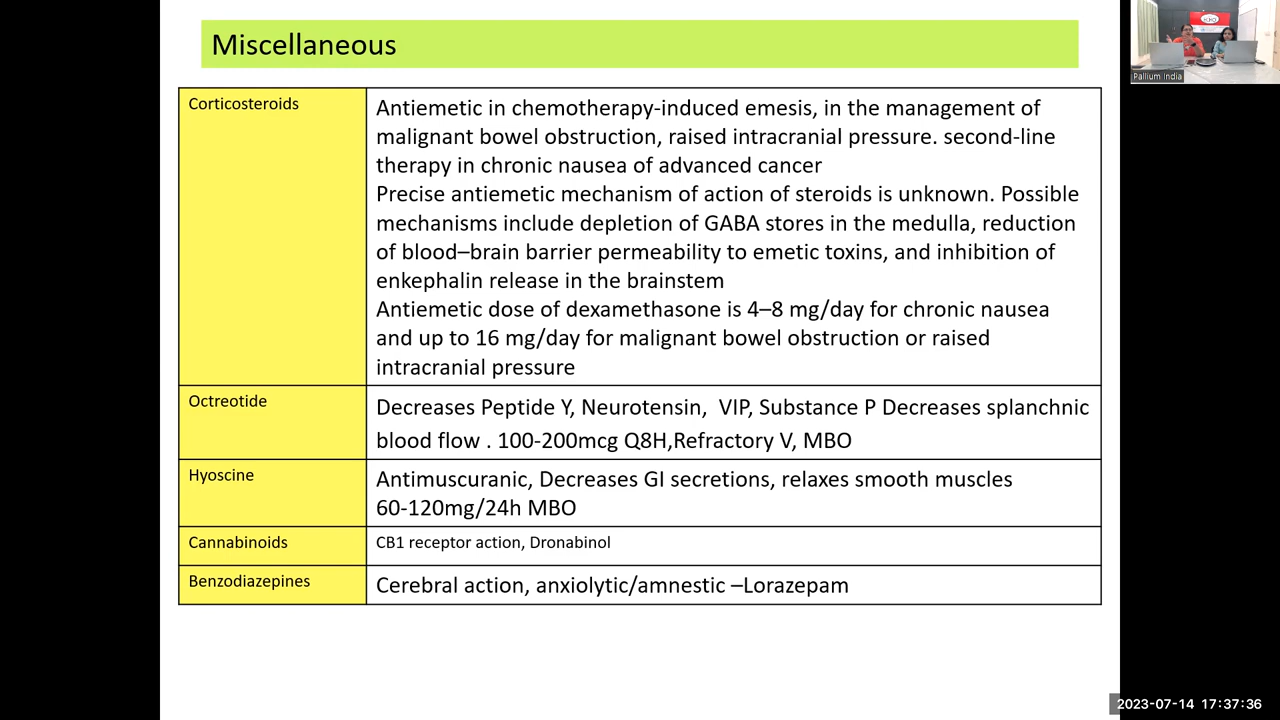 Miscellaneous
Corticosteroids
Antiemetic in chemotherapy-induced emesis, in the management of
malignant bowel obstruction, raised intracranial pressure. second-line
therapy in chronic nausea of advanced cancer
Precise antiemetic mechanism of action of steroids is unknown. Possible
mechanisms include depletion of GABA stores in the medulla, reduction
of blood–brain barrier permeability to emetic toxins, and inhibition of
enkephalin release in the brainstem
Antiemetic dose of dexamethasone is 4–8 mg/day for chronic nausea
and up to 16 mg/day for malignant bowel obstruction or raised
intracranial pressure
Octreotide
Decreases Peptide Y, Neurotensin, VIP, Substance P Decreases splanchnic
blood flow . 100-200mcg Q8H,Refractory V, MBO
Hyoscine
Antimuscuranic, Decreases GI secretions, relaxes smooth muscles
60-120mg/24h MBO
Cannabinoids
CB1 receptor action, Dronabinol
Benzodiazepines
Cerebral action, anxiolytic/amnestic –Lorazepam
Pallium India
2023-07-14 17:37:36